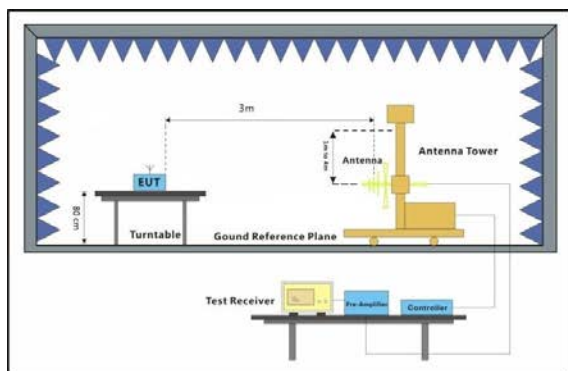 3m
1m to 4m
Antenna
Antenna Tower
EUT
80 cm
Turntable
Gound Reference Plane
Test Receiver
Pre-Amplifier
Controller